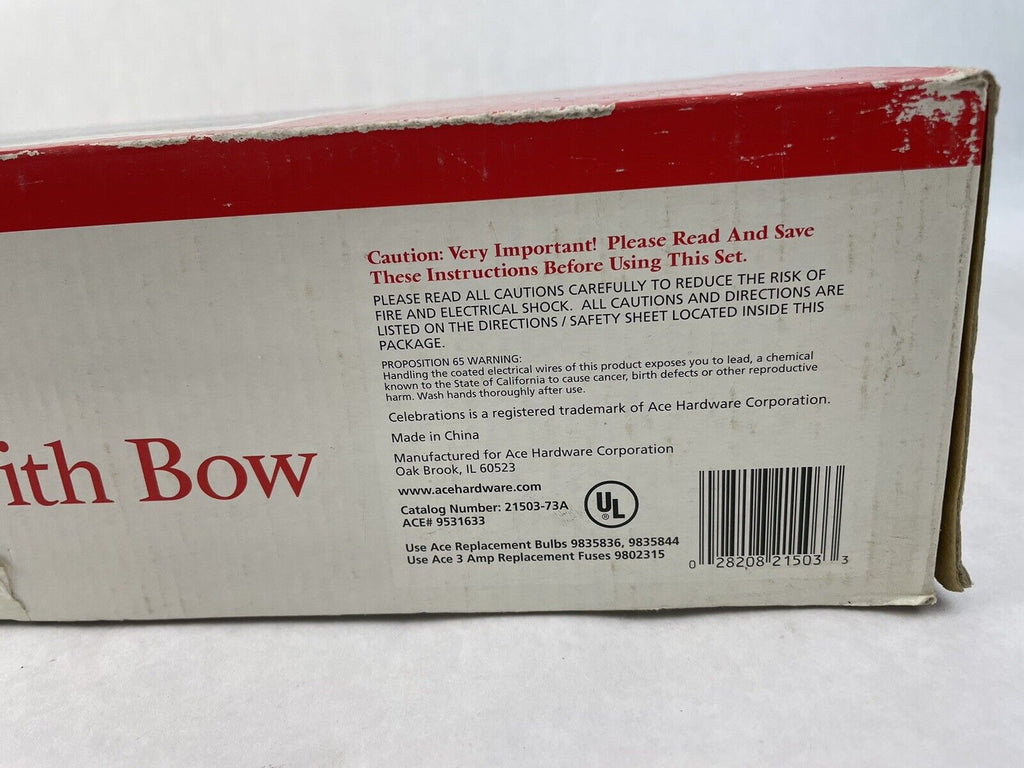 Caution: Very Important! Please Read And Save
These Instructions Before Using This Set.
PLEASE READ ALL CAUTIONS CAREFULLY TO REDUCE THE RISK OF
FIRE AND ELECTRICAL SHOCK. ALL CAUTIONS AND DIRECTIONS ARE
LISTED ON THE DIRECTIONS / SAFETY SHEET LOCATED INSIDE THIS
PACKAGE.
PROPOSITION 65 WARNING:
Handling the coated electrical wires of this product exposes you to lead, a chemical
known to the State of California to cause cancer, birth defects or other reproductive
harm. Wash hands thoroughly after use.
Celebrations is a registered trademark of Ace Hardware Corporation.
Made in China
Manufactured for Ace Hardware Corporation
Oak Brook, IL 60523
www.acehardware.com
Catalog Number: 21503-73A
ACE# 9531633
UL ®
Use Ace Replacement Bulbs 9835836, 9835844
Use Ace 3 Amp Replacement Fuses 9802315
0 28208 21503 3
ith Bow